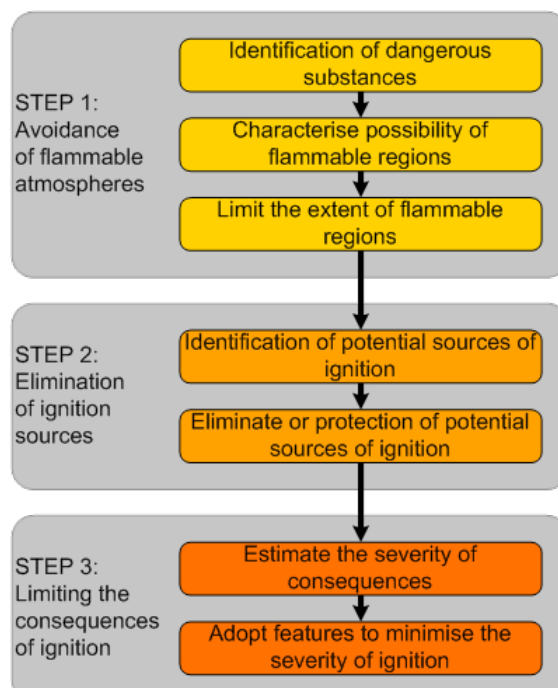 STEP 1:
Avoidance
of flammable
atmospheres
Identification of dangerous
substances
Characterise possibility of
flammable regions
Limit the extent of flammable
regions
STEP 2:
Elimination
of ignition
sources
Identification of potential sources of
ignition
Eliminate or protection of potential
sources of ignition
STEP 3:
Limiting the
consequences
of ignition
Estimate the severity of
consequences
Adopt features to minimise the
severity of ignition